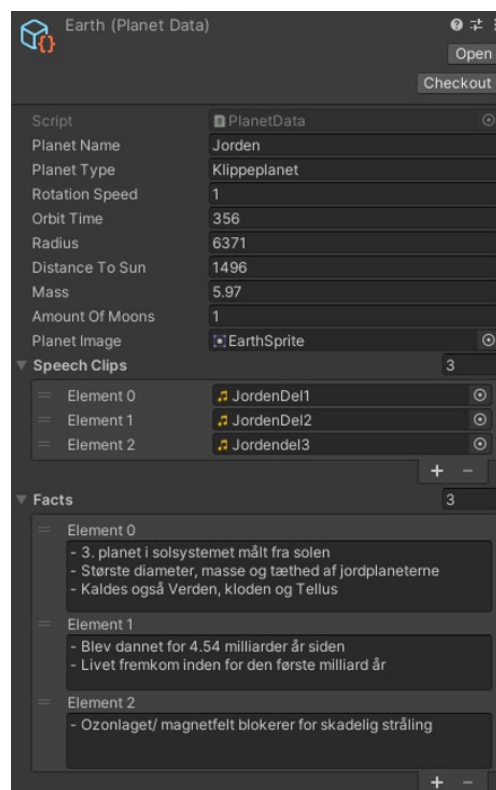 Earth (Planet Data)
Open
Checkout
Script PlanetData
Planet Name Jorden
Planet Type Klippeplanet
Rotation Speed 1
Orbit Time 356
Radius 6371
Distance To Sun 1496
Mass 5.97
Amount Of Moons 1
Planet Image EarthSprite
Speech Clips 3
Element 0 JordenDel1
Element 1 JordenDel2
Element 2 Jordendel3
+ -
Facts 3
Element 0
- 3. planet i solsystemet målt fra solen
- Største diameter, masse og tæthed af jordplaneterne
- Kaldes også Verden, kloden og Tellus
Element 1
- Blev dannet for 4.54 milliarder år siden
- Livet fremkom inden for den første milliard år
Element 2
- Ozonlaget/ magnetfelt blokerer for skadelig stråling
+ -